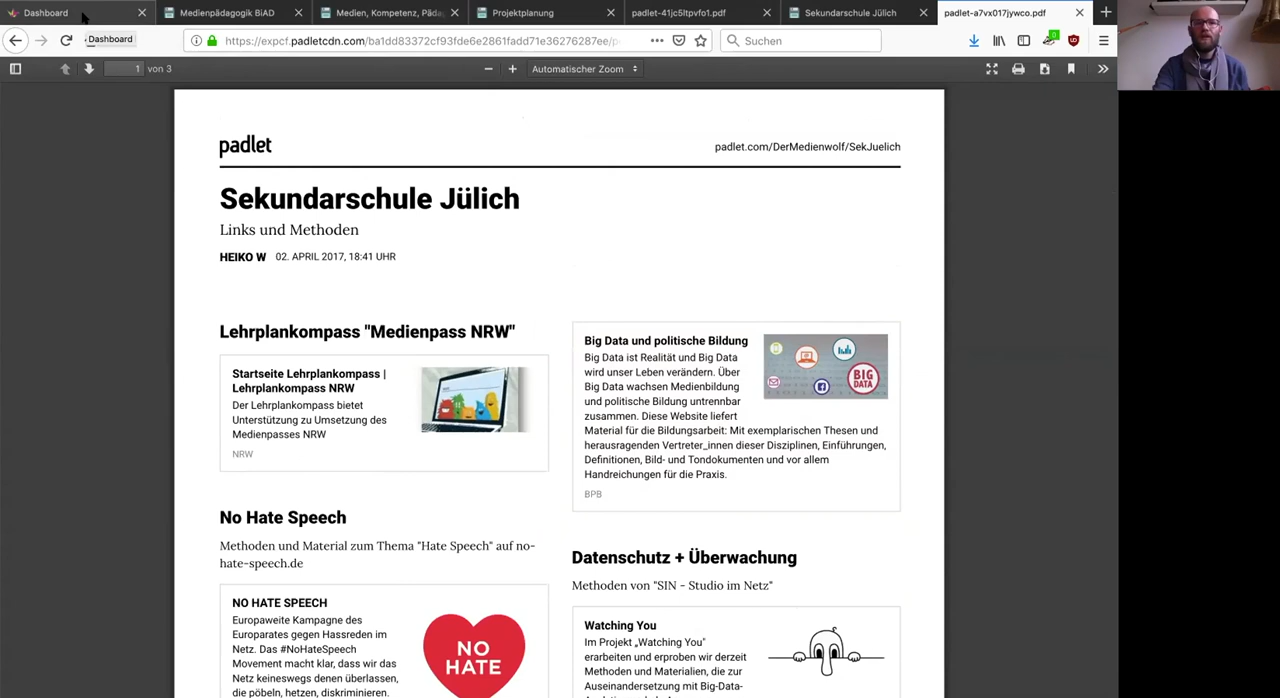 Dashboard
Medienpädagogik BiAD
Medien, Kompetenz, Päda
Projektplanung
padlet-41jc5ltpvfo1.pdf
Sekundarschule Jülich
padlet-a7vx017jywco.pdf
Dashboard
https://expcf.padletcdn.com/ba1dd83372cf93fde6e2861fadd71e36276287ee/p
Suchen
0
1 von 3
Automatischer Zoom
padlet
padlet.com/DerMedienwolf/SekJuelich
Sekundarschule Jülich
Links und Methoden
HEIKO W 02. APRIL 2017, 18:41 UHR
Lehrplankompass "Medienpass NRW"
Startseite Lehrplankompass |
Lehrplankompass NRW
Der Lehrplankompass bietet
Unterstützung zu Umsetzung des
Medienpasses NRW
NRW
No Hate Speech
Methoden und Material zum Thema "Hate Speech" auf no-
hate-speech.de
NO HATE SPEECH
Europaweite Kampagne des
Europarates gegen Hassreden im
Netz. Das #NoHateSpeech
Movement macht klar, dass wir das
Netz keineswegs denen überlassen,
die pöbeln, hetzen, diskriminieren.
NO
HATE
Big Data und politische Bildung
Big Data ist Realität und Big Data
wird unser Leben verändern. Über
Big Data wachsen Medienbildung
und politische Bildung untrennbar
zusammen. Diese Website liefert
Material für die Bildungsarbeit: Mit exemplarischen Thesen und
herausragenden Vertreter_innen dieser Disziplinen, Einführungen,
Definitionen, Bild- und Tondokumenten und vor allem
Handreichungen für die Praxis.
BPB
BIG
DATA
Datenschutz + Überwachung
Methoden von "SIN - Studio im Netz"
Watching You
Im Projekt „Watching You"
erarbeiten und erproben wir derzeit
Methoden und Materialien, die zur
Auseinandersetzung mit Big-Data-